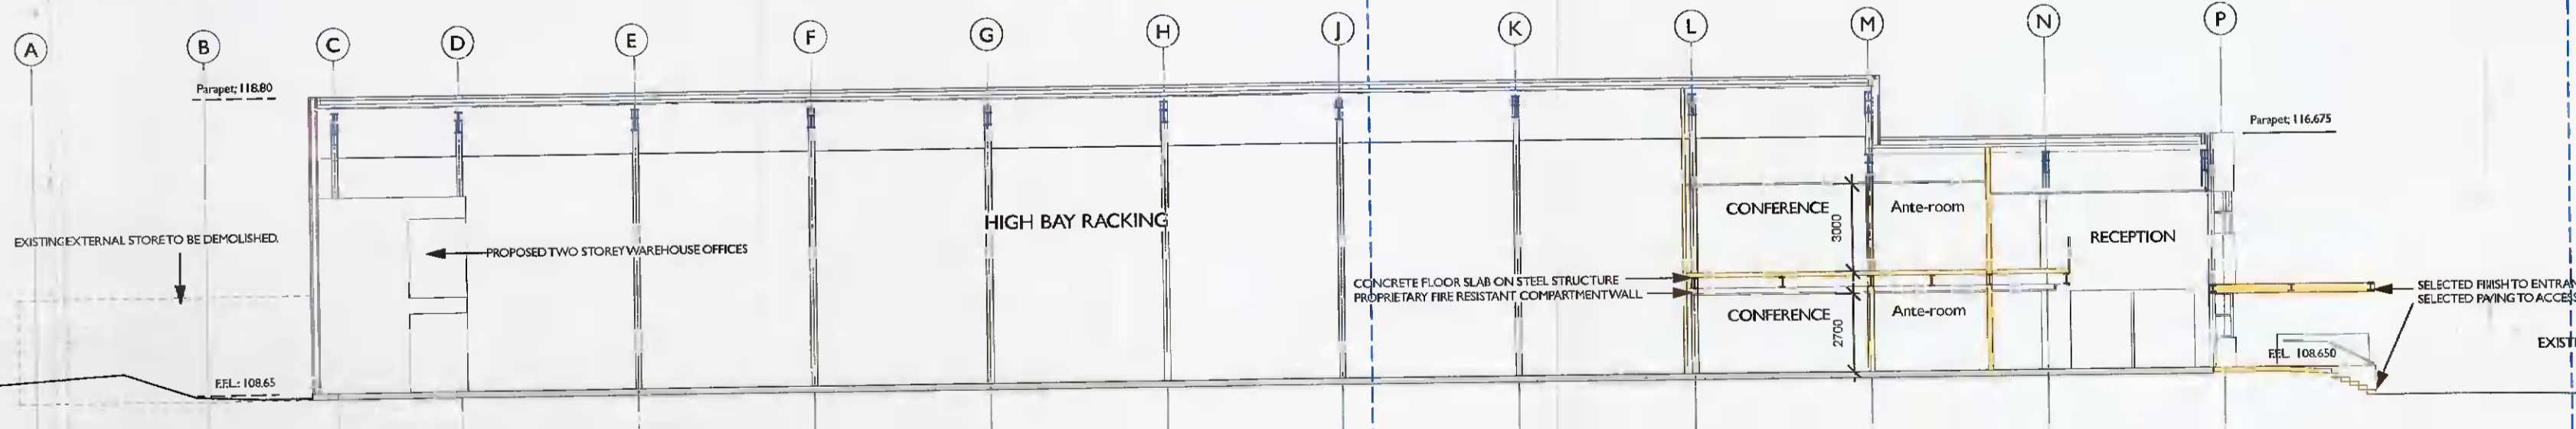 A B C D E F G H J K L M N P
Parapet; 118.80
Parapet; 116.675
EXISTING EXTERNAL STORE TO BE DEMOLISHED.
PROPOSED TWO STOREY WAREHOUSE OFFICES
HIGH BAY RACKING
CONFERENCE
3000
Ante-room
RECEPTION
CONCRETE FLOOR SLAB ON STEEL STRUCTURE
PROPRIETARY FIRE RESISTANT COMPARTMENT WALL
CONFERENCE
2700
Ante-room
SELECTED FINISH TO ENTRAN
SELECTED PAVING TO ACCES
F.F.L.: 108.65
F.F.L. 108.650
EXIST